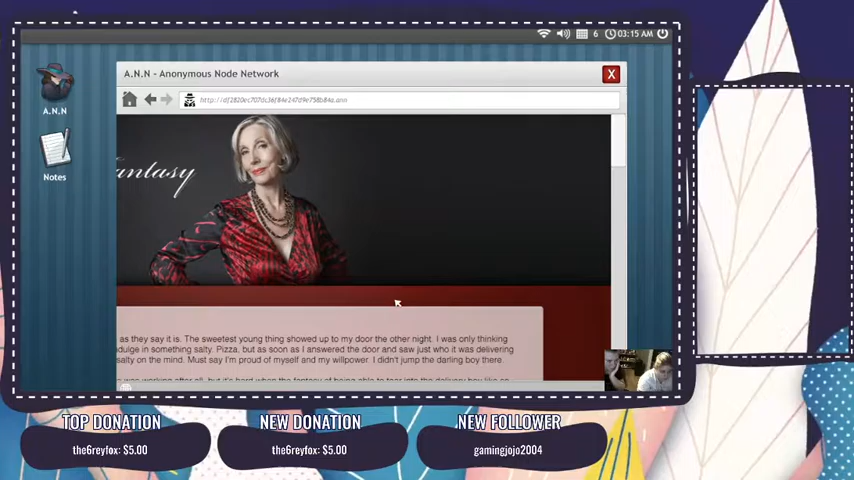 6 03:15 AM
A.N.N - Anonymous Node Network
X
A.N.N
antasy
Notes
as they say it is. The sweetest young thing showed up to my door the other night. I was only thinking
ndulge in something salty. Pizza, but as soon as I answered the door and saw just who it was delivering
salty on the mind. Must say I'm proud of myself and my willpower. I didn't jump the darling boy there.
TOP DONATION
the6reyfox: $5.00
NEW DONATION
the6reyfox: $5.00
NEW FOLLOWER
gamingjojo2004